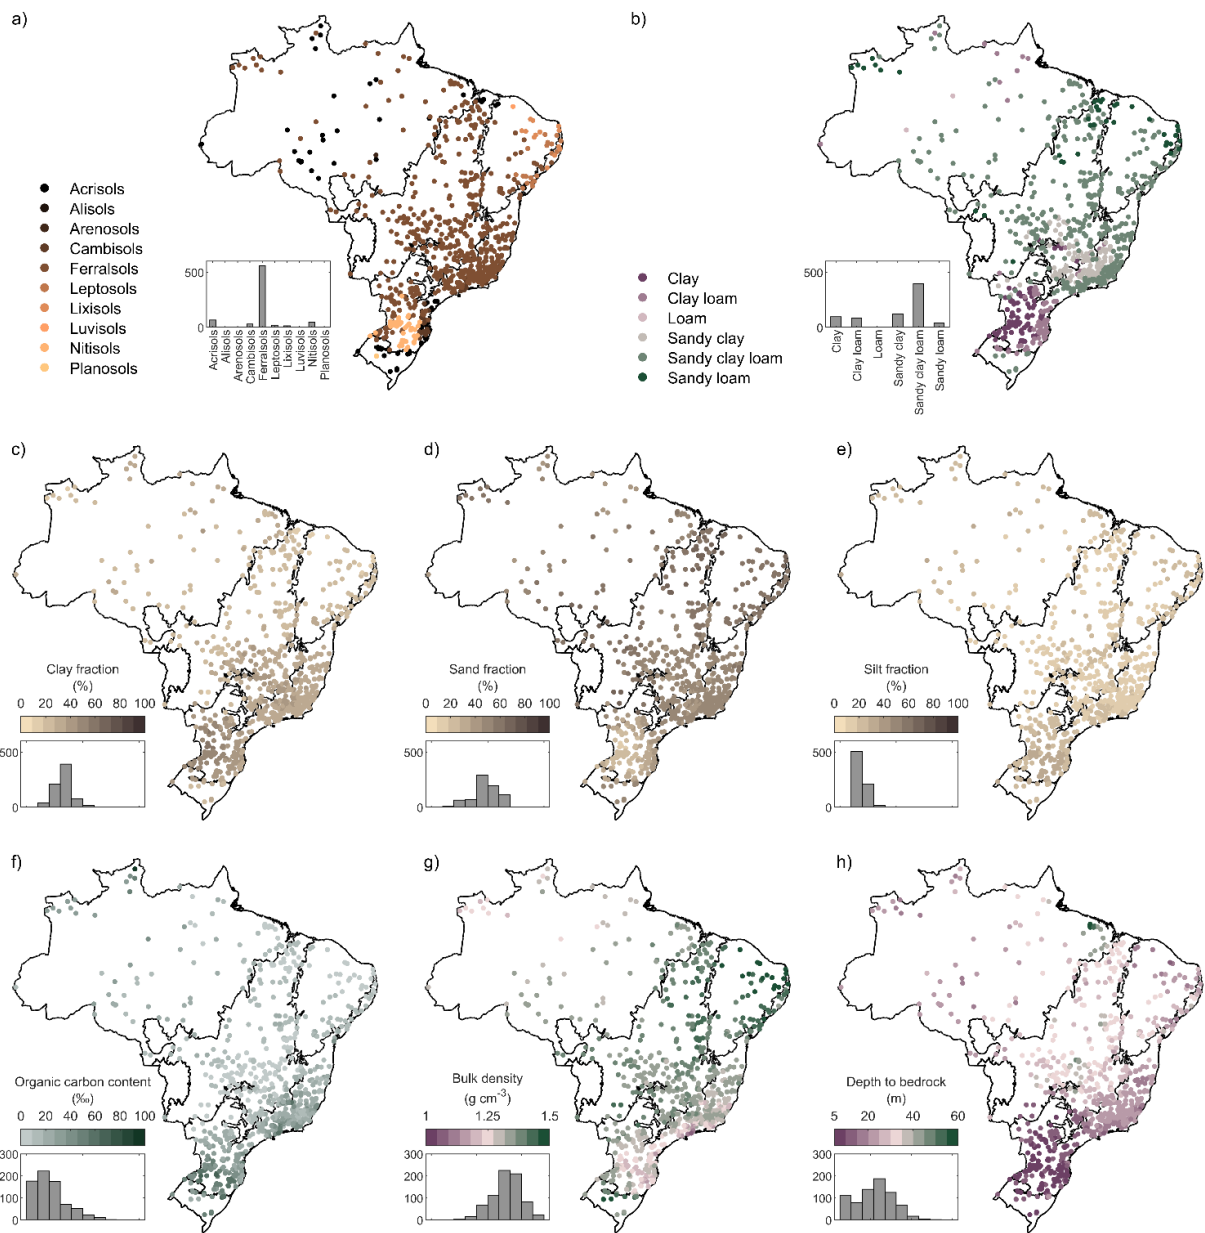 a)
b)
Acrisols
Alisols
Arenosols
Cambisols
Ferralsols
Leptosols
Lixisols
Luvisols
Nitisols
Planosols
500
0
Acrisols
Alisols
Arenosols
Cambisols
Ferralsols
Leptosols
Lixisols
Luvisols
Nitisols
Planosols
Clay
Clay loam
Loam
Sandy clay
Sandy clay loam
Sandy loam
500
0
Clay
Clay loam
Loam
Sandy clay
Sandy clay loam
Sandy loam
c)
d)
e)
Clay fraction
(%)
0 20 40 60 80 100
500
0
Sand fraction
(%)
0 20 40 60 80 100
500
0
Silt fraction
(%)
0 20 40 60 80 100
500
0
f)
g)
h)
Organic carbon content
(‰)
0 20 40 60 80 100
300
200
100
0
Bulk density
(g cm⁻³)
1 1.25 1.5
300
200
100
0
Depth to bedrock
(m)
5 20 40 60
300
200
100
0